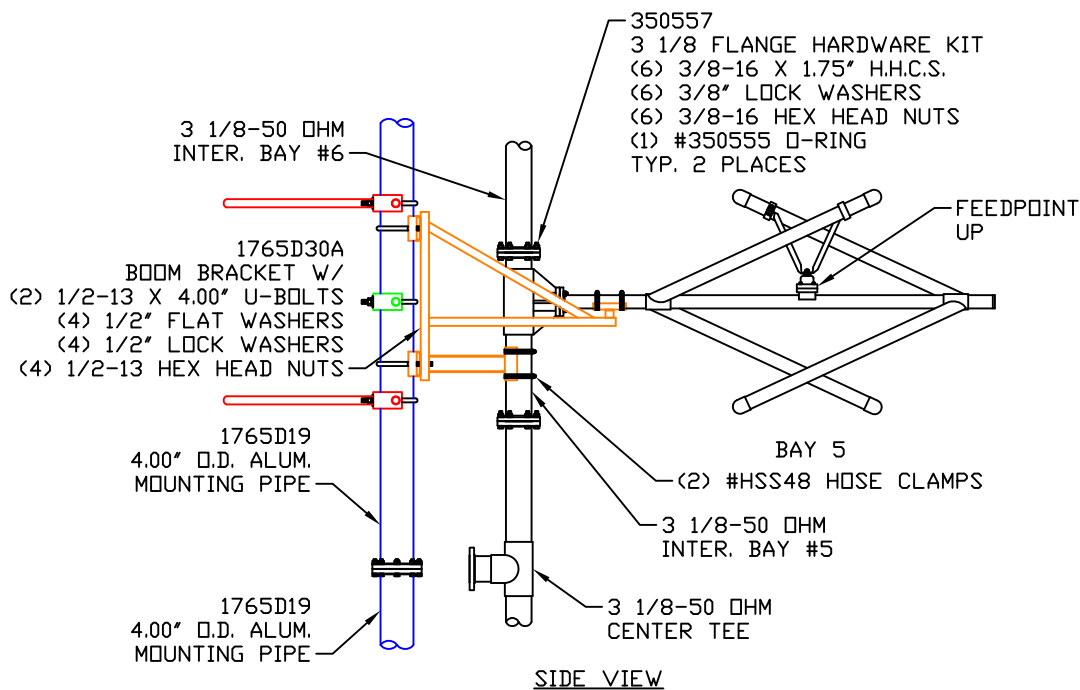 350557
3 1/8 FLANGE HARDWARE KIT
(6) 3/8-16 X 1.75" H.H.C.S.
(6) 3/8" LOCK WASHERS
(6) 3/8-16 HEX HEAD NUTS
(1) #350555 O-RING
TYP. 2 PLACES
3 1/8-50 OHM
INTER. BAY #6
FEEDPOINT
UP
1765D30A
BOOM BRACKET W/
(2) 1/2-13 X 4.00" U-BOLTS
(4) 1/2" FLAT WASHERS
(4) 1/2" LOCK WASHERS
(4) 1/2-13 HEX HEAD NUTS
1765D19
4.00" O.D. ALUM.
MOUNTING PIPE
BAY 5
(2) #HSS48 HOSE CLAMPS
3 1/8-50 OHM
INTER. BAY #5
1765D19
4.00" O.D. ALUM.
MOUNTING PIPE
3 1/8-50 OHM
CENTER TEE
SIDE VIEW